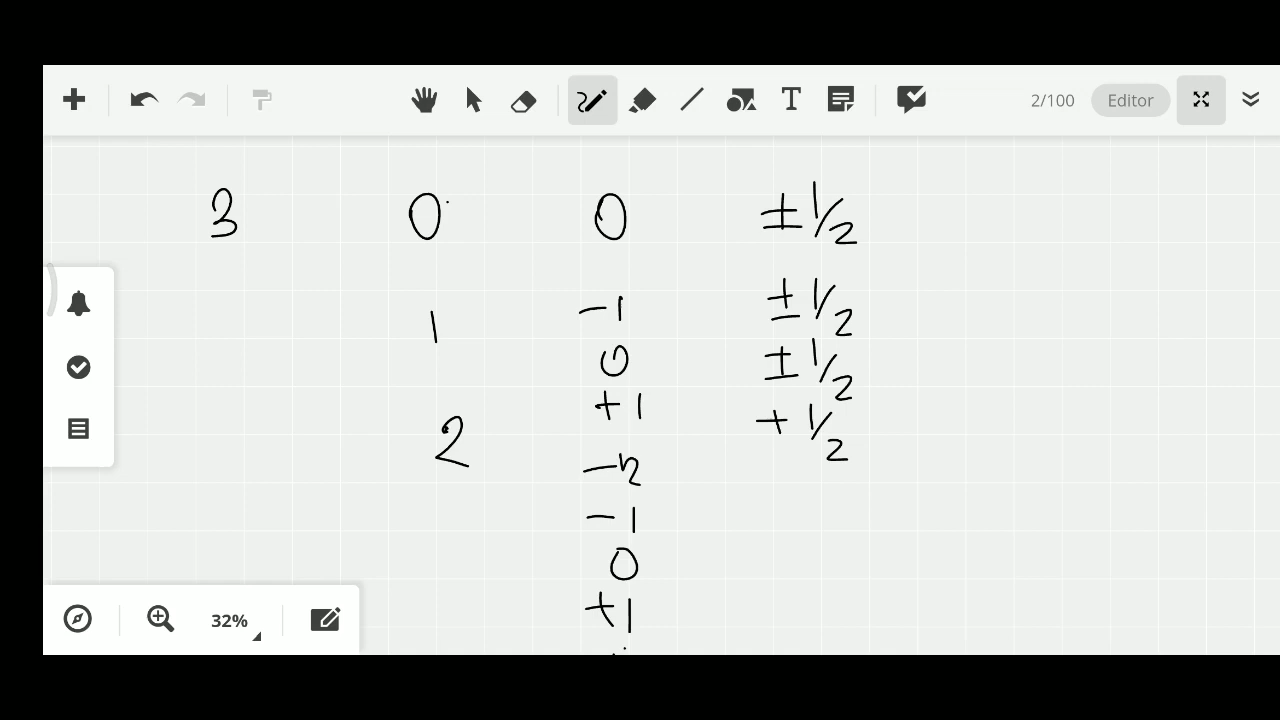 2/100 Editor
3 0 0 ±1/2
1 -1 ±1/2
0 ±1/2
+1 +1/2
2 -2
-1
0
+1
32%